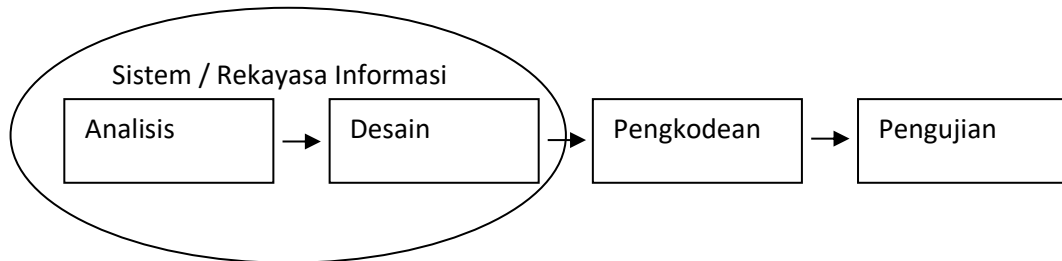 Sistem / Rekayasa Informasi
Analisis
Desain
Pengkodean
Pengujian